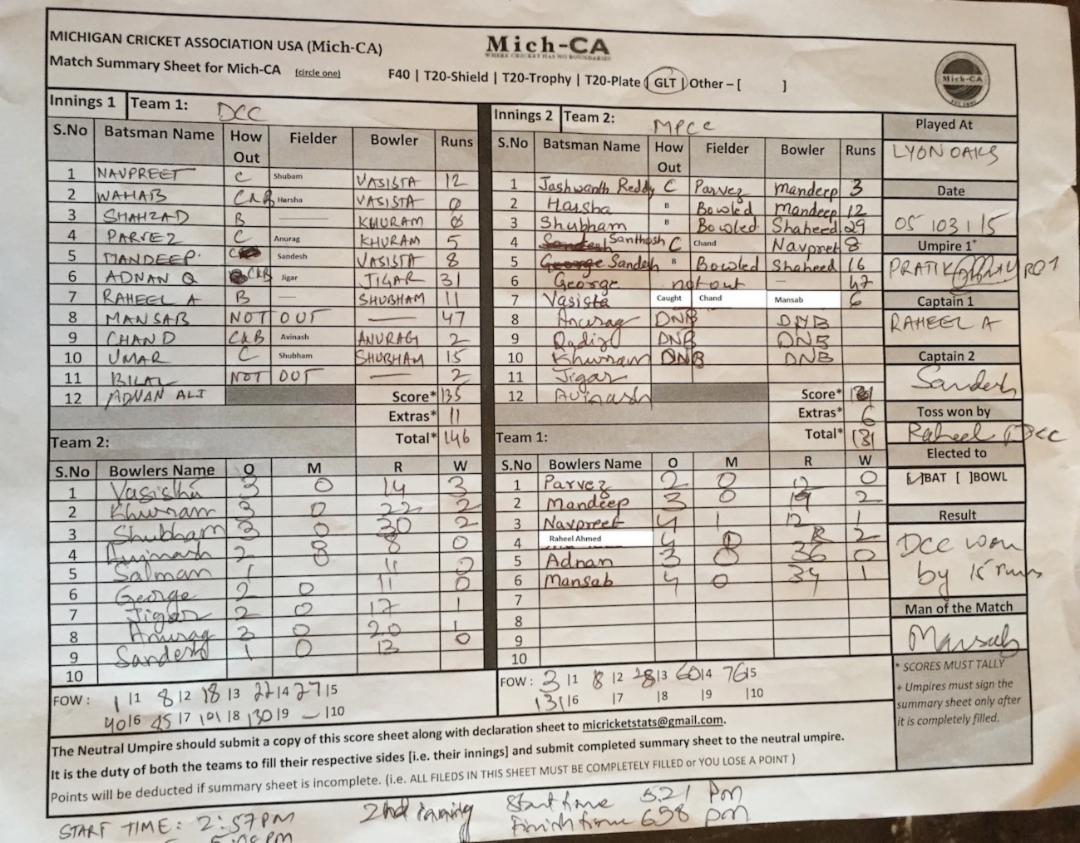 MICHIGAN CRICKET ASSOCIATION USA (Mich-CA)
Mich-CA
WHERE CRICKET HAS NO BOUNDARIES
Match Summary Sheet for Mich-CA (circle one) F40 | T20-Shield | T20-Trophy | T20-Plate | GLT | Other – [ ]
Mich-CA
Innings 1 Team 1: DCC
S.No Batsman Name How Out Fielder Bowler Runs
1 NAVPREET C Shubam VASISTA 12
2 WAHAB C&B Harsha VASISTA 0
3 SHAHZAD B — KHURAM 0
4 PARVEZ C Anurag KHURAM 5
5 MANDEEP. C Sandesh VASISTA 8
6 ADNAN Q C&B Jigar JIGAR 31
7 RAHEEL A B — SHUBHAM 11
8 MANSAB NOT OUT — 47
9 CHAND C&B Avinash ANURAG 2
10 UMAR C Shubham SHUBHAM 15
11 BILAL NOT OUT — 2
12 ADNAN ALI Score* 135
Extras* 11
Total* 146
Team 2:
S.No Bowlers Name O M R W
1 Vasishta 3 0 14 3
2 Khurram 3 0 22 2
3 Shubham 3 0 30 2
4 Avinash 2 0 8 0
5 Salman 1 11 0
6 George 2 0 11 0
7 Jigar 2 0 17 1
8 Anurag 3 0 20 1
9 Sandesh 1 0 13 0
10
FOW : 1 |1 8 |2 18 |3 22 |4 27 |5
40 |6 45 |7 101 |8 130 |9 — |10
Innings 2 Team 2: MPCC
S.No Batsman Name How Out Fielder Bowler Runs
1 Jashwanth Reddy C Parvez Mandeep 3
2 Harsha B Bowled Mandeep 12
3 Shubham B Bowled Shaheed 29
4 Santhosh C Chand Navpreet 8
5 George Sandesh B Bowled Shaheed 16
6 George not out — 47
7 Vasista Caught Chand Mansab 6
8 Anurag DNB DNB
9 DNB DNB
10 Khurram DNB DNB
11 Jigar
12 Avinash Score*
Extras* 6
Total* 131
Team 1:
S.No Bowlers Name O M R W
1 Parvez 2 0 12 0
2 Mandeep 3 0 19 2
3 Navpreet 4 1 12 1
4 Raheel Ahmed 4 0 2
5 Adnan 3 0 36 0
6 Mansab 4 0 34 1
7
8
9
10
FOW : 3 |1 8 |2 28 |3 60 |4 76 |5
131 |6 |7 |8 |9 |10
Played At
LYON OAKS
Date
05 103 115
Umpire 1+
PRATIK
Captain 1
RAHEEL A
Captain 2
Sandesh
Toss won by
Raheel DCC
Elected to
[✓]BAT [ ]BOWL
Result
DCC won
by 15 runs
Man of the Match
Mansab
* SCORES MUST TALLY
+ Umpires must sign the
summary sheet only after
it is completely filled.
The Neutral Umpire should submit a copy of this score sheet along with declaration sheet to micricketstats@gmail.com.
It is the duty of both the teams to fill their respective sides [i.e. their innings] and submit completed summary sheet to the neutral umpire.
Points will be deducted if summary sheet is incomplete. (i.e. ALL FILEDS IN THIS SHEET MUST BE COMPLETELY FILLED or YOU LOSE A POINT )
START TIME: 2:57 PM
2nd inning
Start time 5.21 Pm
Finish time 658 pm